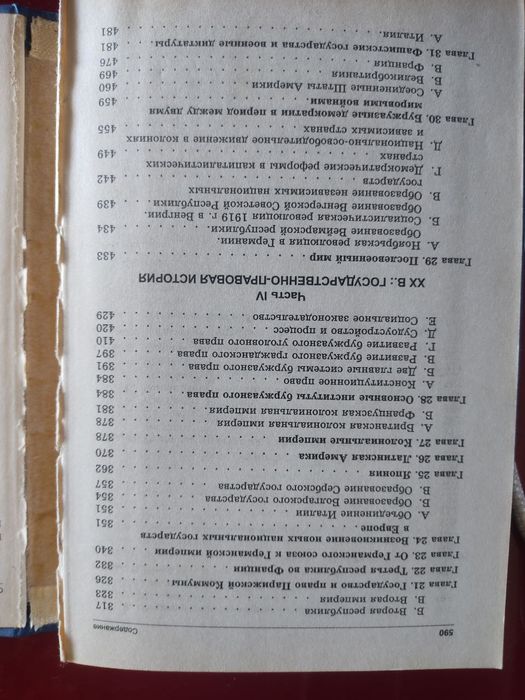 590 Содержание
Б. Вторая республика . . . . . 317
В. Вторая империя . . . . . 323
Глава 21. Государство и право Парижской Коммуны. . . . . 326
Глава 22. Третья республика во Франции . . . . . 332
Глава 23. От Германского союза к Германской империи . . . . . 340
Глава 24. Возникновение новых национальных государств
в Европе . . . . . 351
А. Объединение Италии . . . . . 351
Б. Образование Болгарского государства . . . . . 354
В. Образование Сербского государства . . . . . 357
Глава 25. Япония . . . . . 362
Глава 26. Латинская Америка . . . . . 370
Глава 27. Колониальные империи . . . . . 378
А. Британская колониальная империя . . . . . 378
Б. Французская колониальная империя. . . . . 381
Глава 28. Основные институты буржуазного права . . . . . 384
А. Конституционное право . . . . . 384
Б. Две главные системы буржуазного права . . . . . 391
В. Развитие буржуазного гражданского права . . . . . 397
Г. Развитие буржуазного уголовного права . . . . . 410
Д. Судоустройство и процесс . . . . . 420
Е. Социальное законодательство . . . . . 429
Часть IV
XX в.: ГОСУДАРСТВЕННО-ПРАВОВАЯ ИСТОРИЯ
Глава 29. Послевоенный мир . . . . . 433
А. Ноябрьская революция в Германии.
Образование Веймарской республики. . . . . 434
Б. Социалистическая революция 1919 г. в Венгрии.
Образование Венгерской Советской Республики. . . . . 439
В. Образование независимых национальных
государств . . . . . 442
Г. Демократические реформы в капиталистических
странах . . . . . 449
Д. Национально-освободительное движение в колониях
и зависимых странах . . . . . 455
Глава 30. Буржуазные демократии в период между двумя
мировыми войнами. . . . . 459
А. Соединенные Штаты Америки . . . . . 460
Б. Великобритания . . . . . 469
В. Франция . . . . . 476
Глава 31. Фашистские государства и военные диктатуры . . . . . 481
А. Италия. . . . . 481